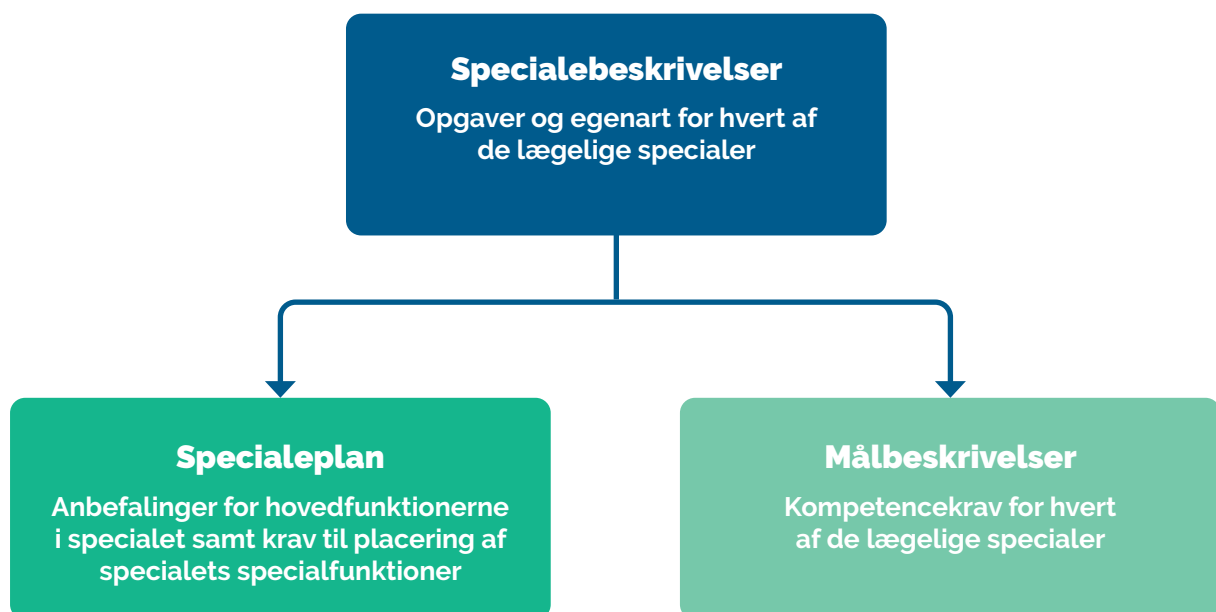 Specialebeskrivelser
Opgaver og egenart for hvert af
de lægelige specialer
Specialeplan
Anbefalinger for hovedfunktionerne
i specialet samt krav til placering af
specialets specialfunktioner
Målbeskrivelser
Kompetencekrav for hvert
af de lægelige specialer